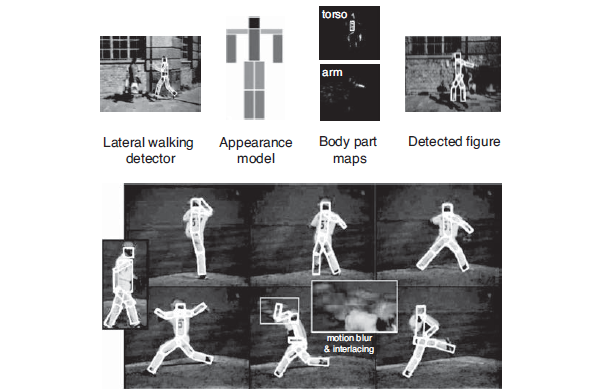 torso
arm
Lateral walking
detector
Appearance
model
Body part
maps
Detected figure
motion blur
& interlacing